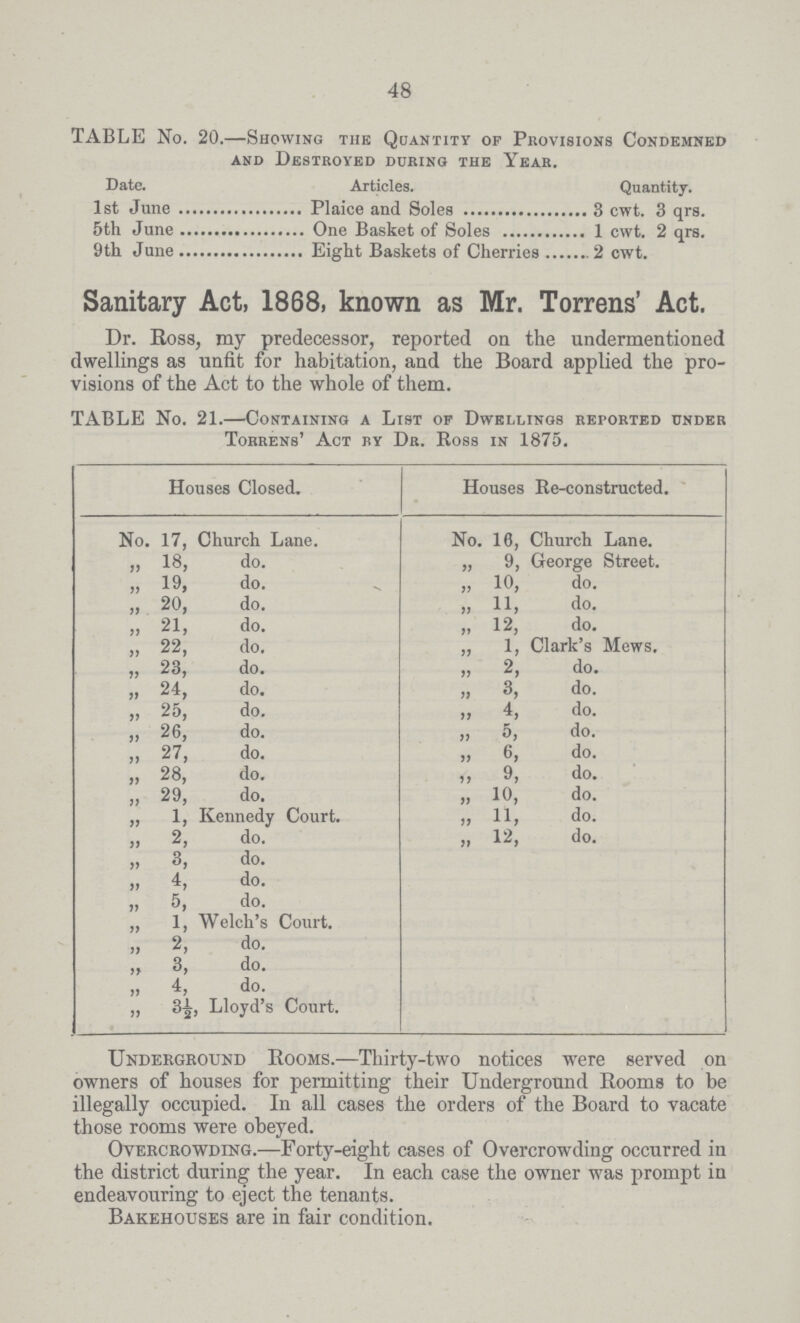 48
TABLE No. 20.—Showing the Quantity of Provisions Condemned
and Destroyed during the Year.
Date. Articles. Quantity.
1st June .................. Plaice and Soles .................. 3 cwt. 3 qrs.
5th June .................. One Basket of Soles ............ 1 cwt. 2 qrs.
9th June .................. Eight Baskets of Cherries ...... 2 cwt.
Sanitary Act, 1868, known as Mr. Torrens' Act.
Dr. Ross, my predecessor, reported on the undermentioned
dwellings as unfit for habitation, and the Board applied the pro-
visions of the Act to the whole of them.
TABLE No. 21.—Containing a List of Dwellings reported under
Torrens' Act by Dr. Ross in 1875.
Houses Closed. Houses Re-constructed.
No. 17, Church Lane. No. 16, Church Lane.
„ 18, do. „ 9, George Street.
„ 19, do. „ 10, do.
„ 20, do. „ 11, do.
„ 21, do. „ 12, do.
„ 22, do. „ 1, Clark's Mews.
„ 23, do. „ 2, do.
„ 24, do. „ 3, do.
„ 25, do. „ 4, do.
„ 26, do. „ 5, do.
„ 27, do. „ 6, do.
„ 28, do. „ 9, do.
„ 29, do. „ 10, do.
„ 1, Kennedy Court. „ 11, do.
„ 2, do. „ 12, do.
„ 3, do.
„ 4, do.
„ 5, do.
„ 1, Welch's Court.
„ 2, do.
„ 3, do.
„ 4, do.
„ 3½, Lloyd's Court.
Underground Rooms.—Thirty-two notices were served on
owners of houses for permitting their Underground Rooms to be
illegally occupied. In all cases the orders of the Board to vacate
those rooms were obeyed.
Overcrowding.—Forty-eight cases of Overcrowding occurred in
the district during the year. In each case the owner was prompt in
endeavouring to eject the tenants.
Bakehouses are in fair condition.